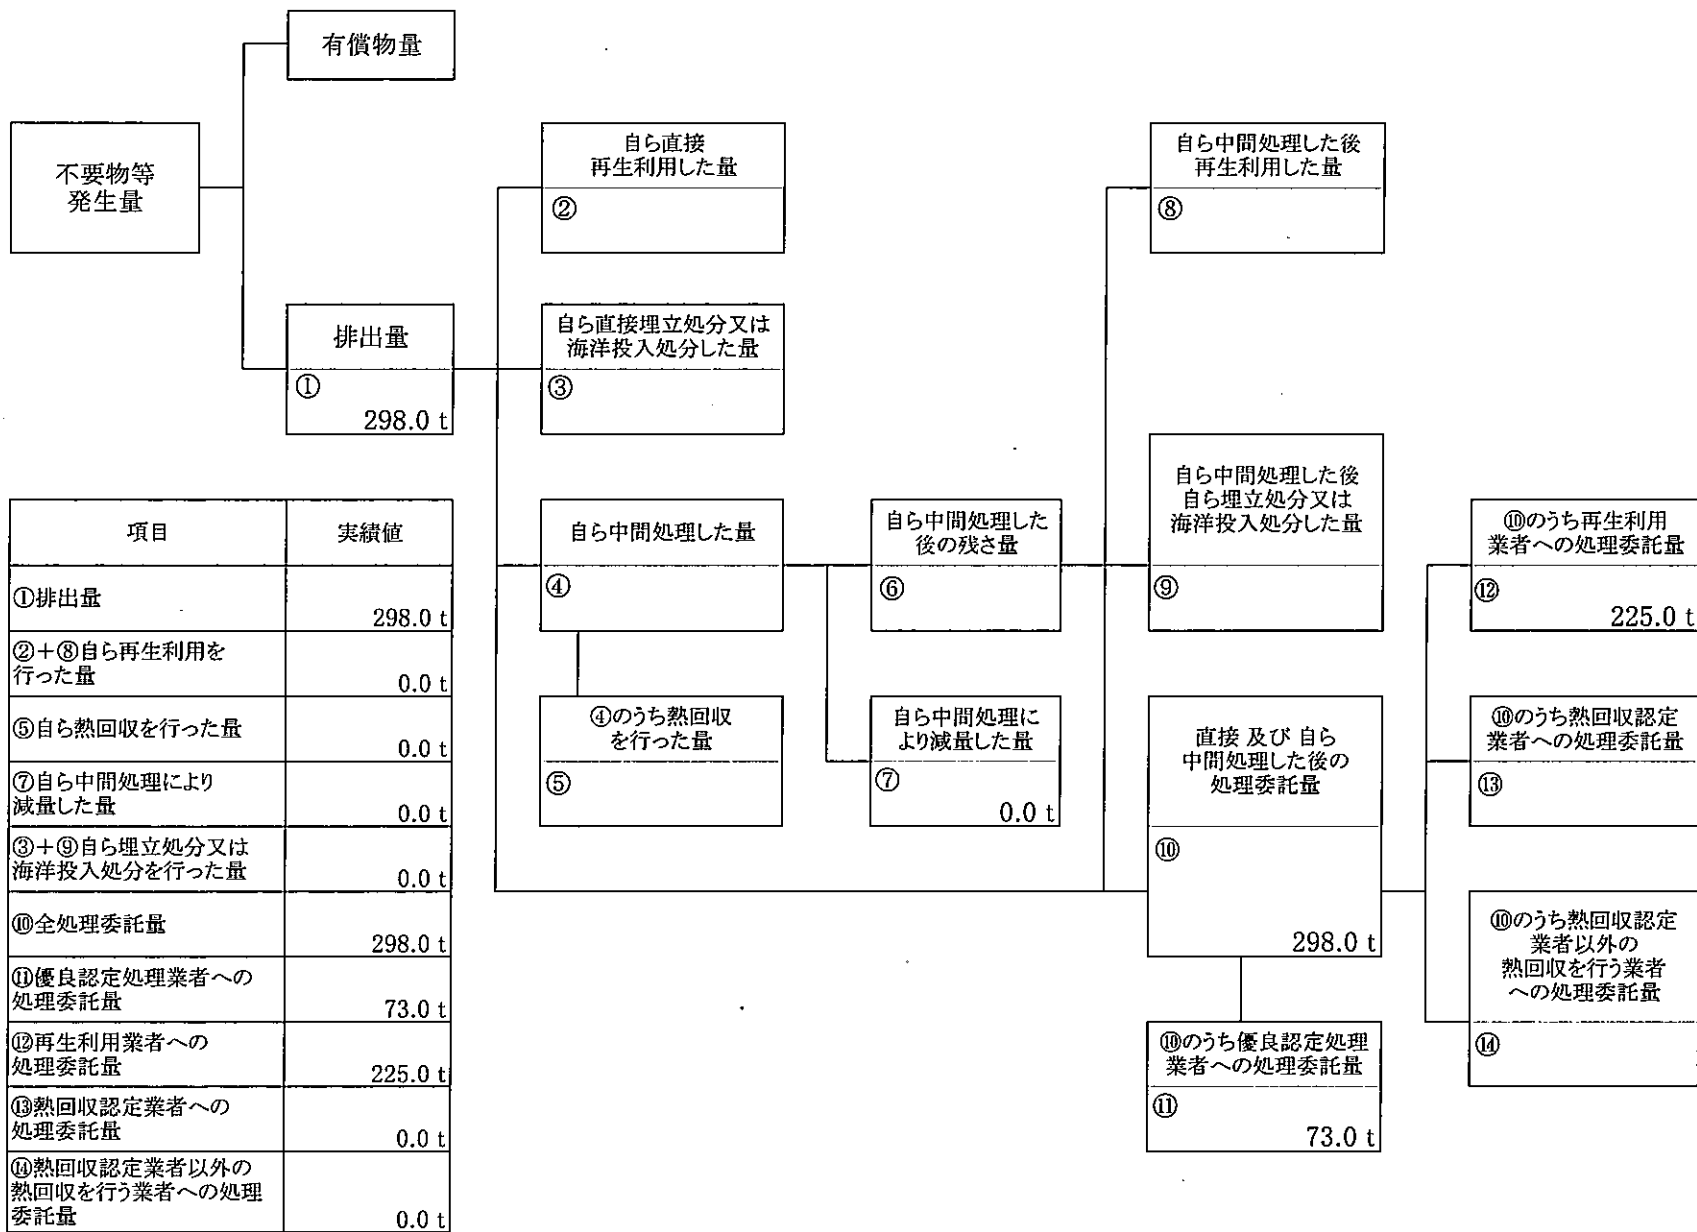 有償物量
不要物等
発生量
自ら直接
再生利用した量
②
自ら中間処理した後
再生利用した量
⑧
排出量
①
298.0 t
自ら直接埋立処分又は
海洋投入処分した量
③
自ら中間処理した量
④
自ら中間処理した
後の残さ量
⑥
自ら中間処理した後
自ら埋立処分又は
海洋投入処分した量
⑨
⑩のうち再生利用
業者への処理委託量
⑫
225.0 t
④のうち熱回収
を行った量
⑤
自ら中間処理に
より減量した量
⑦
0.0 t
直接 及び 自ら
中間処理した後の
処理委託量
⑩
298.0 t
⑩のうち熱回収認定
業者への処理委託量
⑬
⑩のうち熱回収認定
業者以外の
熱回収を行う業者
への処理委託量
⑭
⑩のうち優良認定処理
業者への処理委託量
⑪
73.0 t
項目 実績値
①排出量 298.0 t
②+⑧自ら再生利用を
行った量 0.0 t
⑤自ら熱回収を行った量 0.0 t
⑦自ら中間処理により
減量した量 0.0 t
③+⑨自ら埋立処分又は
海洋投入処分を行った量 0.0 t
⑩全処理委託量 298.0 t
⑪優良認定処理業者への
処理委託量 73.0 t
⑫再生利用業者への
処理委託量 225.0 t
⑬熱回収認定業者への
処理委託量 0.0 t
⑭熱回収認定業者以外の
熱回収を行う業者への処理
委託量 0.0 t